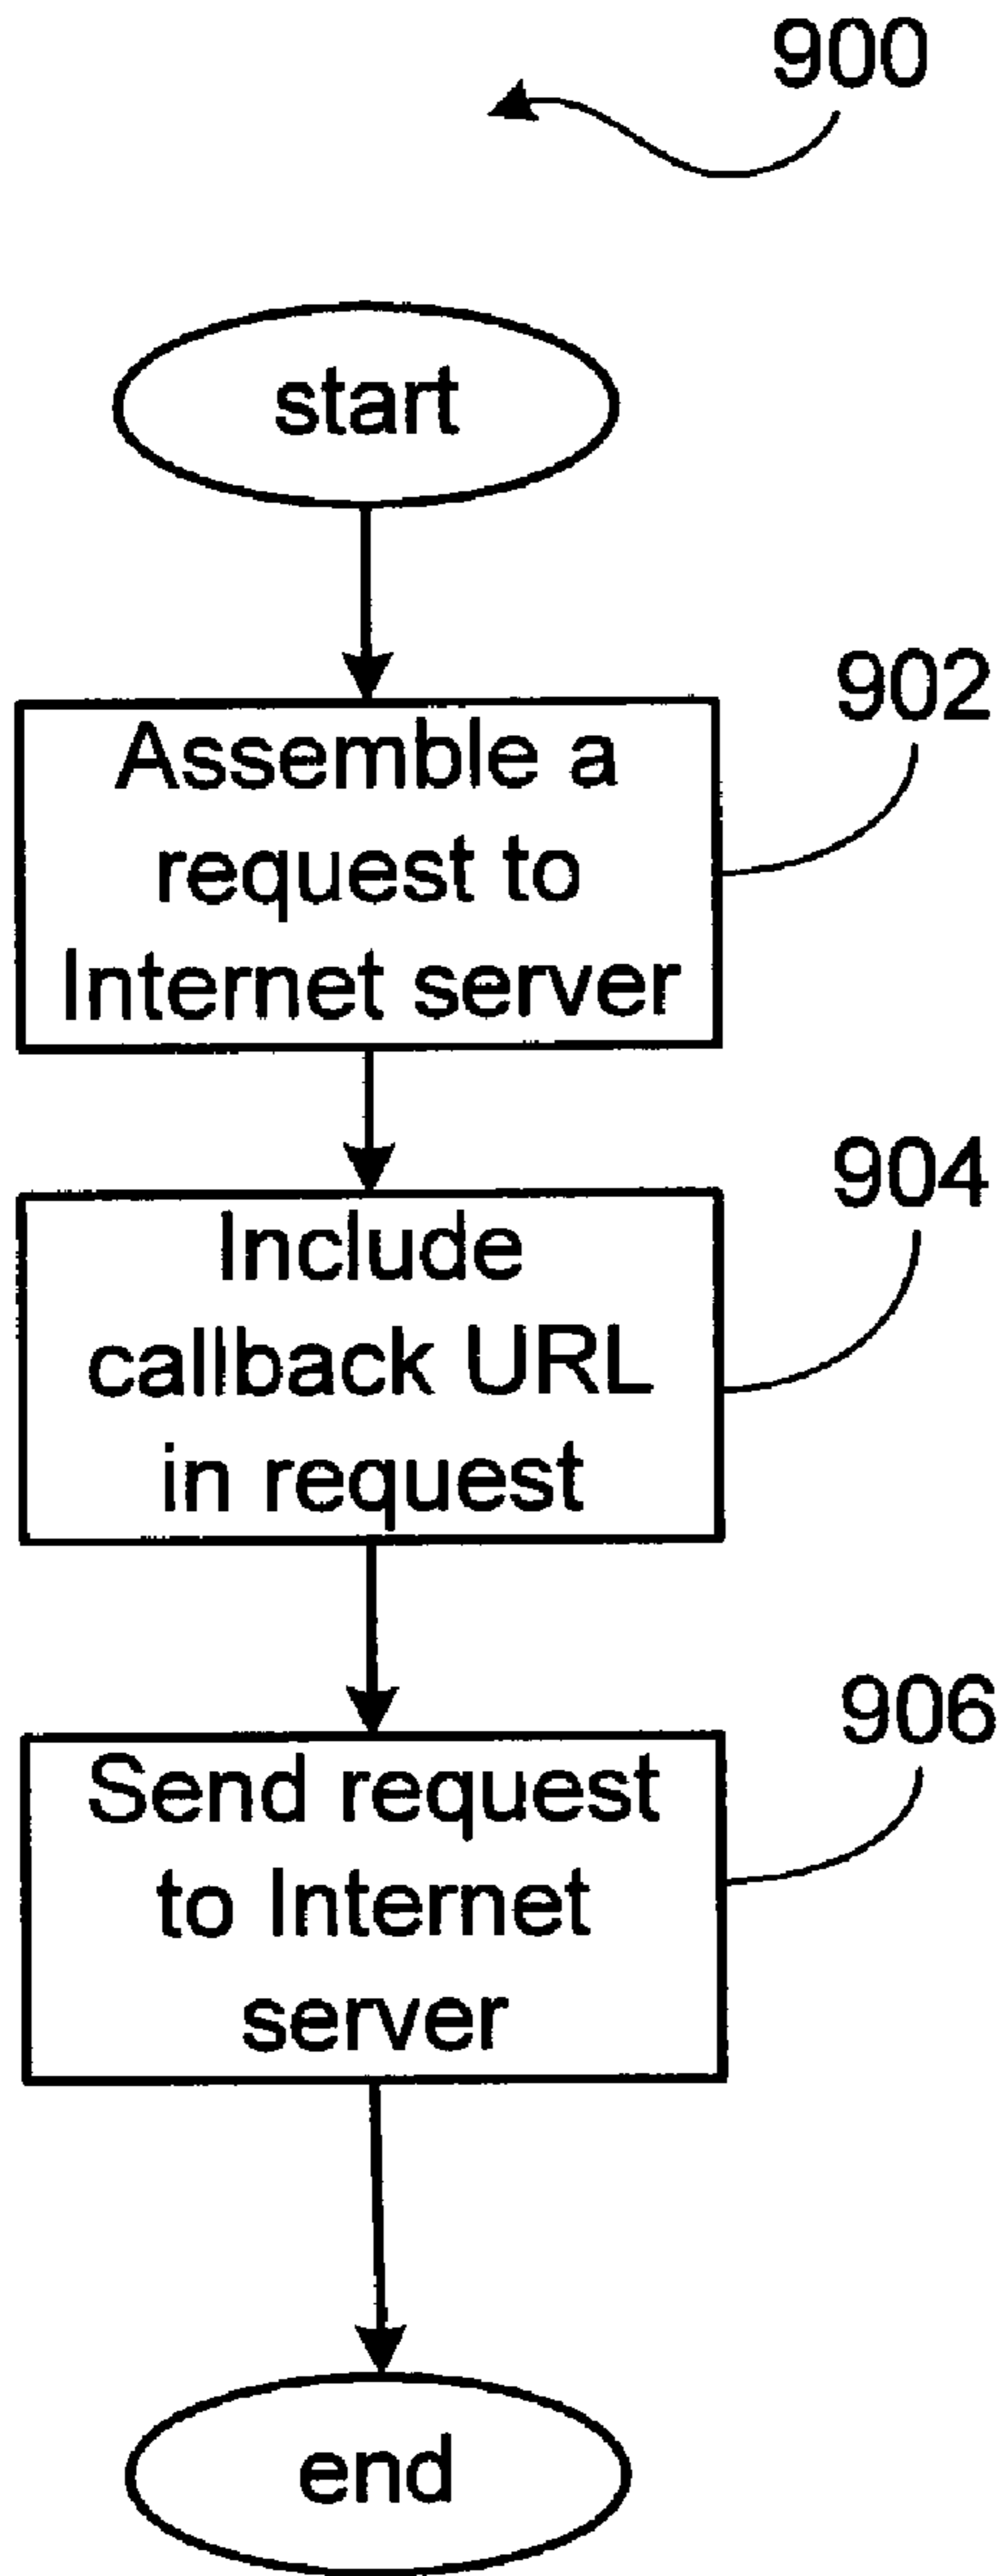 900
start
902
Assemble a
request to
Internet server
904
Include
callback URL
in request
906
Send request
to Internet
server
end